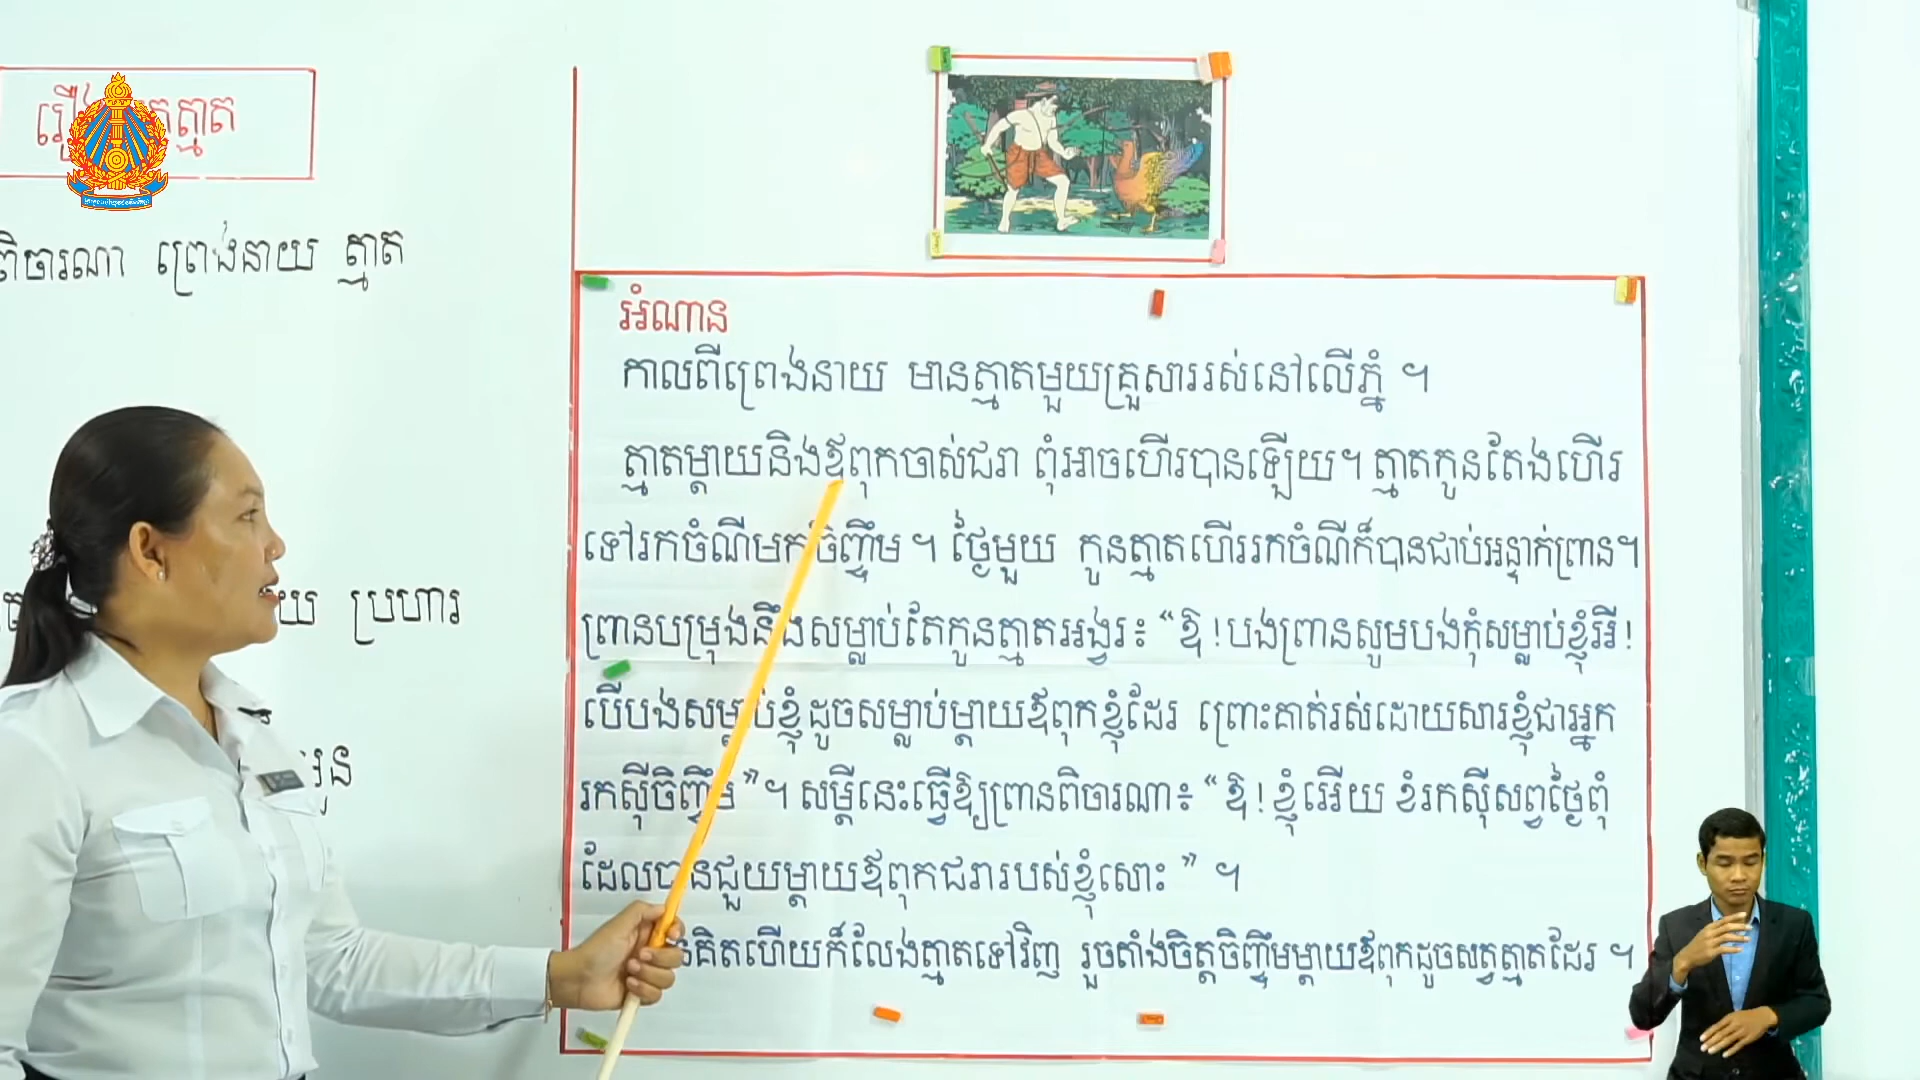 ត្មាត
ពិចារណា ព្រេងនាយ ត្មាត
ប្រហារ
អំណាន
កាលពីព្រេងនាយ មានត្មាតមួយគ្រួសាររស់នៅលើភ្នំ ។
ត្មាតម្ដាយនិងឪពុកចាស់ជរា ពុំអាចហើរបានឡើយ។ ត្មាតកូនតែងហើរ
ទៅរកចំណីមកចិញ្ចឹម ។ ថ្ងៃមួយ កូនត្មាតហើររកចំណីក៏បានជាប់អន្ទាក់ព្រាន។
ព្រានបម្រុងនឹងសម្លាប់តែកូនត្មាតអង្វរ៖ “ឱ ! បងព្រានសូមបងកុំសម្លាប់ខ្ញុំអី !
បើបងសម្លាប់ខ្ញុំដូចសម្លាប់ម្ដាយឪពុកខ្ញុំដែរ ព្រោះគាត់រស់ដោយសារខ្ញុំជាអ្នក
រកស៊ីចិញ្ចឹម ” ។ សម្ដីនេះធ្វើឱ្យព្រានពិចារណា៖ “ ឱ ! ខ្ញុំអើយ ខំរកស៊ីសព្វថ្ងៃពុំ
ដែលបានជួយម្ដាយឪពុកជរារបស់ខ្ញុំសោះ ” ។
គិតហើយក៏លែងត្មាតទៅវិញ រួចតាំងចិត្តចិញ្ចឹមម្ដាយឪពុកដូចសត្វត្មាតដែរ ។